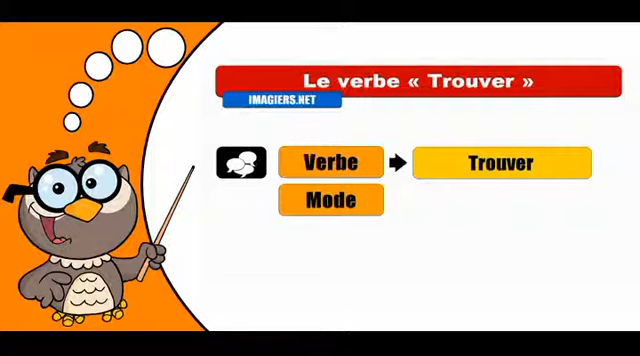 Le verbe « Trouver »
IMAGIERS.NET
Verbe
Trouver
Mode